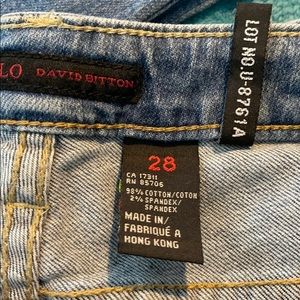 LO DAVID BITTON
LOT NO.U-8761A
28
CA 17311
RN 85706
98% COTTON/COTON
2% SPANDEX/
SPANDEX
MADE IN/
FABRIQUÉ A
HONG KONG